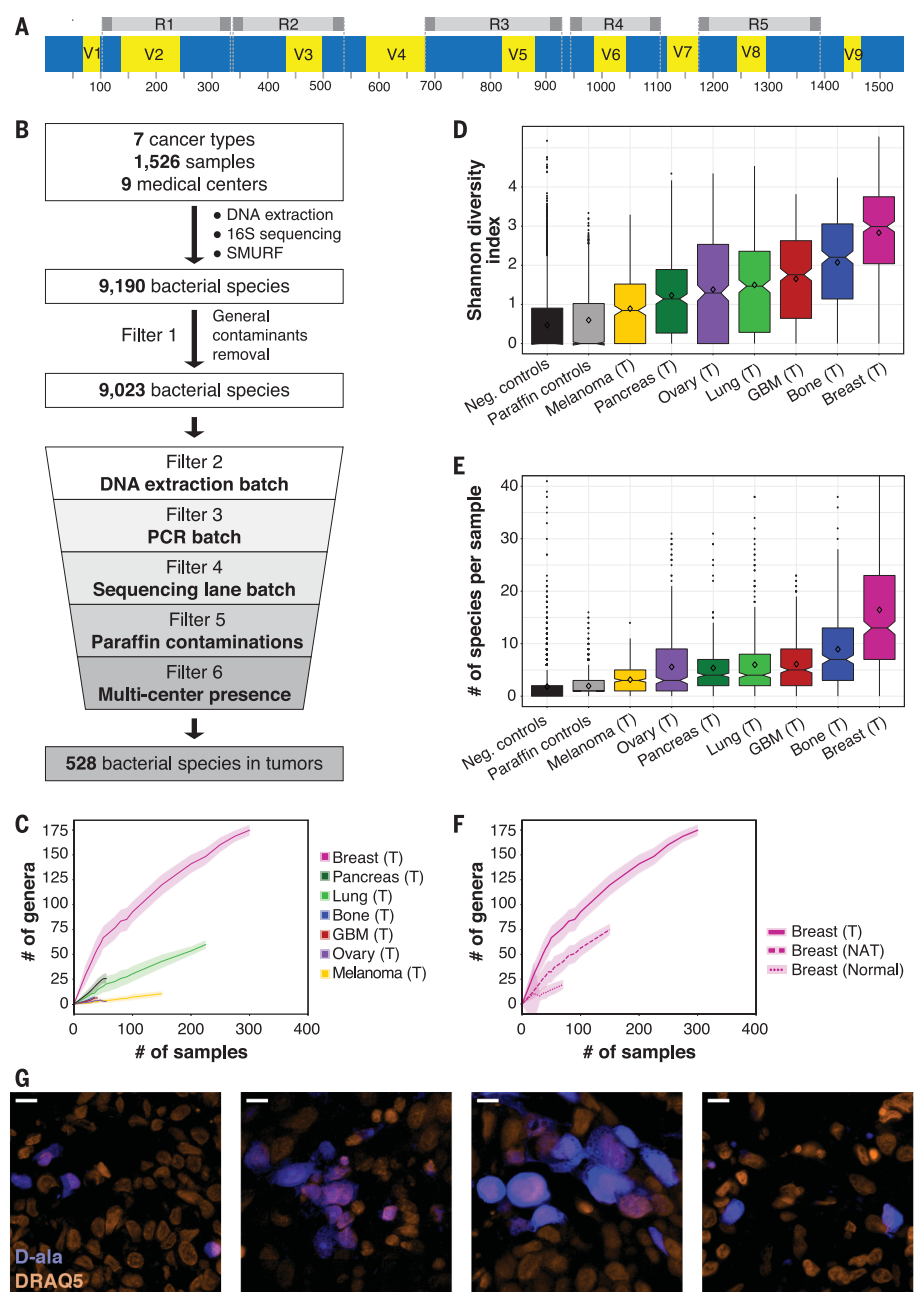 A
R1 R2 R3 R4 R5
V1 V2 V3 V4 V5 V6 V7 V8 V9
100 200 300 400 500 600 700 800 900 1000 1100 1200 1300 1400 1500
B
7 cancer types
1,526 samples
9 medical centers
● DNA extraction
● 16S sequencing
● SMURF
9,190 bacterial species
Filter 1
General
contaminants
removal
9,023 bacterial species
Filter 2
DNA extraction batch
Filter 3
PCR batch
Filter 4
Sequencing lane batch
Filter 5
Paraffin contaminations
Filter 6
Multi-center presence
528 bacterial species in tumors
D
Shannon diversity
index
4
3
2
1
0
Neg. controls
Paraffin controls
Melanoma (T)
Pancreas (T)
Ovary (T)
Lung (T)
GBM (T)
Bone (T)
Breast (T)
E
# of species per sample
40
30
20
10
0
Neg. controls
Paraffin controls
Melanoma (T)
Ovary (T)
Pancreas (T)
Lung (T)
GBM (T)
Bone (T)
Breast (T)
C
# of genera
175
150
125
100
75
50
25
0
0 100 200 300 400
# of samples
Breast (T)
Pancreas (T)
Lung (T)
Bone (T)
GBM (T)
Ovary (T)
Melanoma (T)
F
# of genera
175
150
125
100
75
50
25
0
0 100 200 300 400
# of samples
Breast (T)
Breast (NAT)
Breast (Normal)
G
D-ala
DRAQ5